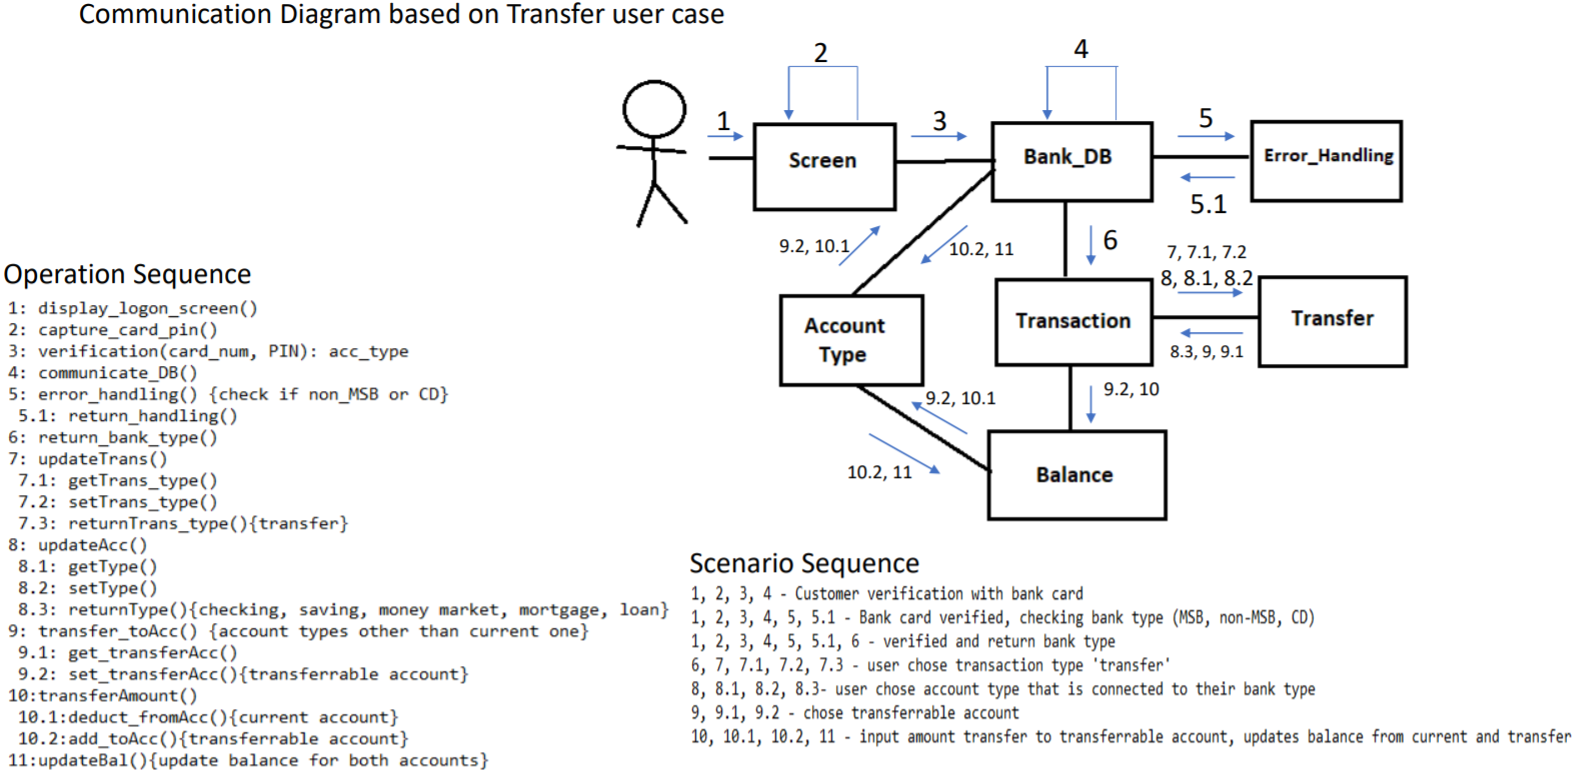 Communication Diagram based on Transfer user case
2
4
1
3
5
Screen
Bank_DB
Error_Handling
5.1
9.2, 10.1
10.2, 11
6
7, 7.1, 7.2
8, 8.1, 8.2
Account
Type
Transaction
Transfer
8.3, 9, 9.1
9.2, 10.1
9.2, 10
10.2, 11
Balance
Operation Sequence
1: display_logon_screen()
2: capture_card_pin()
3: verification(card_num, PIN): acc_type
4: communicate_DB()
5: error_handling() {check if non_MSB or CD}
5.1: return_handling()
6: return_bank_type()
7: updateTrans()
7.1: getTrans_type()
7.2: setTrans_type()
7.3: returnTrans_type(){transfer}
8: updateAcc()
8.1: getType()
8.2: setType()
8.3: returnType(){checking, saving, money market, mortgage, loan}
9: transfer_toAcc() {account types other than current one}
9.1: get_transferAcc()
9.2: set_transferAcc(){transferrable account}
10:transferAmount()
10.1:deduct_fromAcc(){current account}
10.2:add_toAcc(){transferrable account}
11:updateBal(){update balance for both accounts}
Scenario Sequence
1, 2, 3, 4 - Customer verification with bank card
1, 2, 3, 4, 5, 5.1 - Bank card verified, checking bank type (MSB, non-MSB, CD)
1, 2, 3, 4, 5, 5.1, 6 - verified and return bank type
6, 7, 7.1, 7.2, 7.3 - user chose transaction type 'transfer'
8, 8.1, 8.2, 8.3- user chose account type that is connected to their bank type
9, 9.1, 9.2 - chose transferrable account
10, 10.1, 10.2, 11 - input amount transfer to transferrable account, updates balance from current and transfer